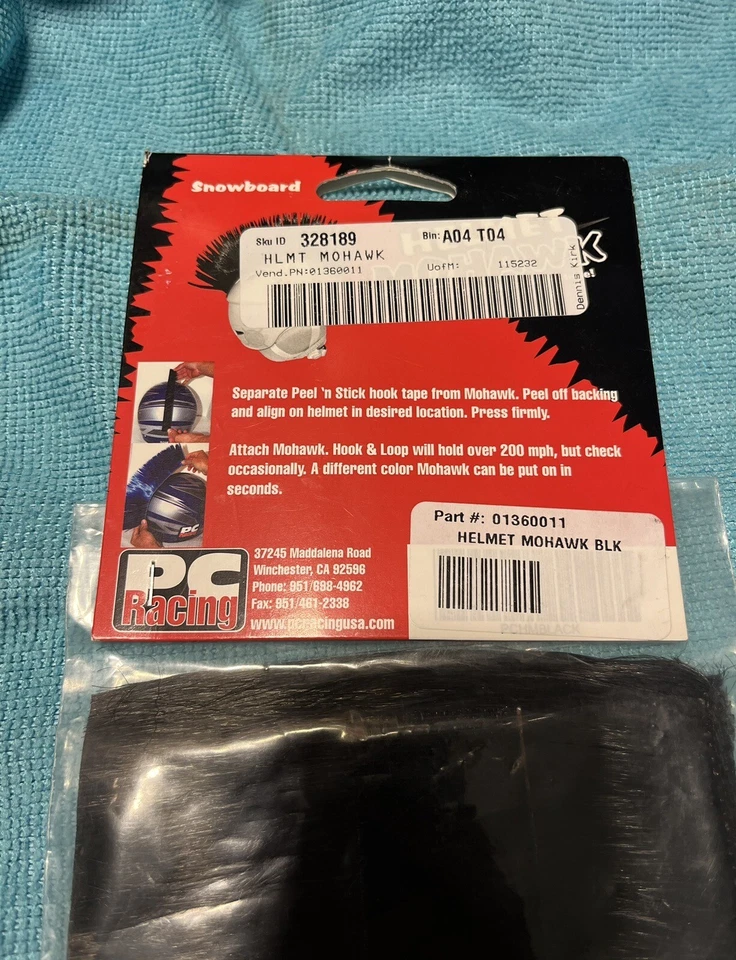 Snowboard
HELMET
MOHAWK
Sku ID 328189 Bin: A04 T04
HLMT MOHAWK
Vend.PN:01360011 UofM: 115232
Dennis Kirk
Separate Peel 'n Stick hook tape from Mohawk. Peel off backing
and align on helmet in desired location. Press firmly.
Attach Mohawk. Hook & Loop will hold over 200 mph, but check
occasionally. A different color Mohawk can be put on in
seconds.
PC
PC
Racing
37245 Maddalena Road
Winchester, CA 92596
Phone: 951/698-4962
Fax: 951/461-2338
www.pcracingusa.com
Part #: 01360011
HELMET MOHAWK BLK